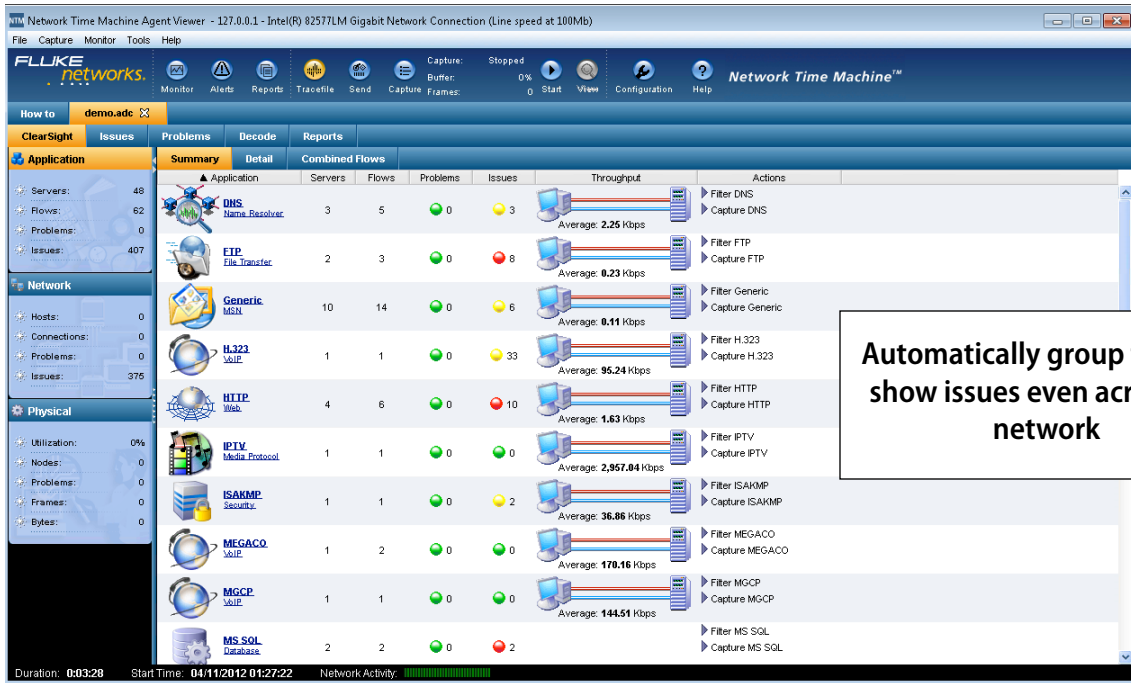 NTM Network Time Machine Agent Viewer - 127.0.0.1 - Intel(R) 82577LM Gigabit Network Connection (Line speed at 100Mb)
File Capture Monitor Tools Help
FLUKE networks.
Monitor Alerts Reports Tracefile Send Capture
Capture: Stopped
Buffer: 0%
Frames: 0
Start View Configuration Help
Network Time Machine™
How to demo.adc
ClearSight Issues Problems Decode Reports
Application
Servers: 48
Flows: 62
Problems: 0
Issues: 407
Network
Hosts: 0
Connections: 0
Problems: 0
Issues: 375
Physical
Utilization: 0%
Nodes: 0
Problems: 0
Frames: 0
Bytes: 0
Summary Detail Combined Flows
▲ Application Servers Flows Problems Issues Throughput Actions
DNS
Name Resolver
3 5 0 3
Average: 2.25 Kbps
Filter DNS
Capture DNS
FTP
File Transfer
2 3 0 8
Average: 0.23 Kbps
Filter FTP
Capture FTP
Generic
MSN
10 14 0 6
Average: 0.11 Kbps
Filter Generic
Capture Generic
H.323
VoIP
1 1 0 33
Average: 95.24 Kbps
Filter H.323
Capture H.323
HTTP
Web
4 6 0 10
Average: 1.63 Kbps
Filter HTTP
Capture HTTP
IPTV
Media Protocol
1 1 0 0
Average: 2,957.04 Kbps
Filter IPTV
Capture IPTV
ISAKMP
Security
1 1 0 2
Average: 36.86 Kbps
Filter ISAKMP
Capture ISAKMP
MEGACO
VoIP
1 2 0 0
Average: 170.16 Kbps
Filter MEGACO
Capture MEGACO
MGCP
VoIP
1 1 0 0
Average: 144.51 Kbps
Filter MGCP
Capture MGCP
MS SQL
Database
2 2 0 2
Filter MS SQL
Capture MS SQL
Automatically group
show issues even acr
network
Duration: 0:03:28 Start Time: 04/11/2012 01:27:22 Network Activity: